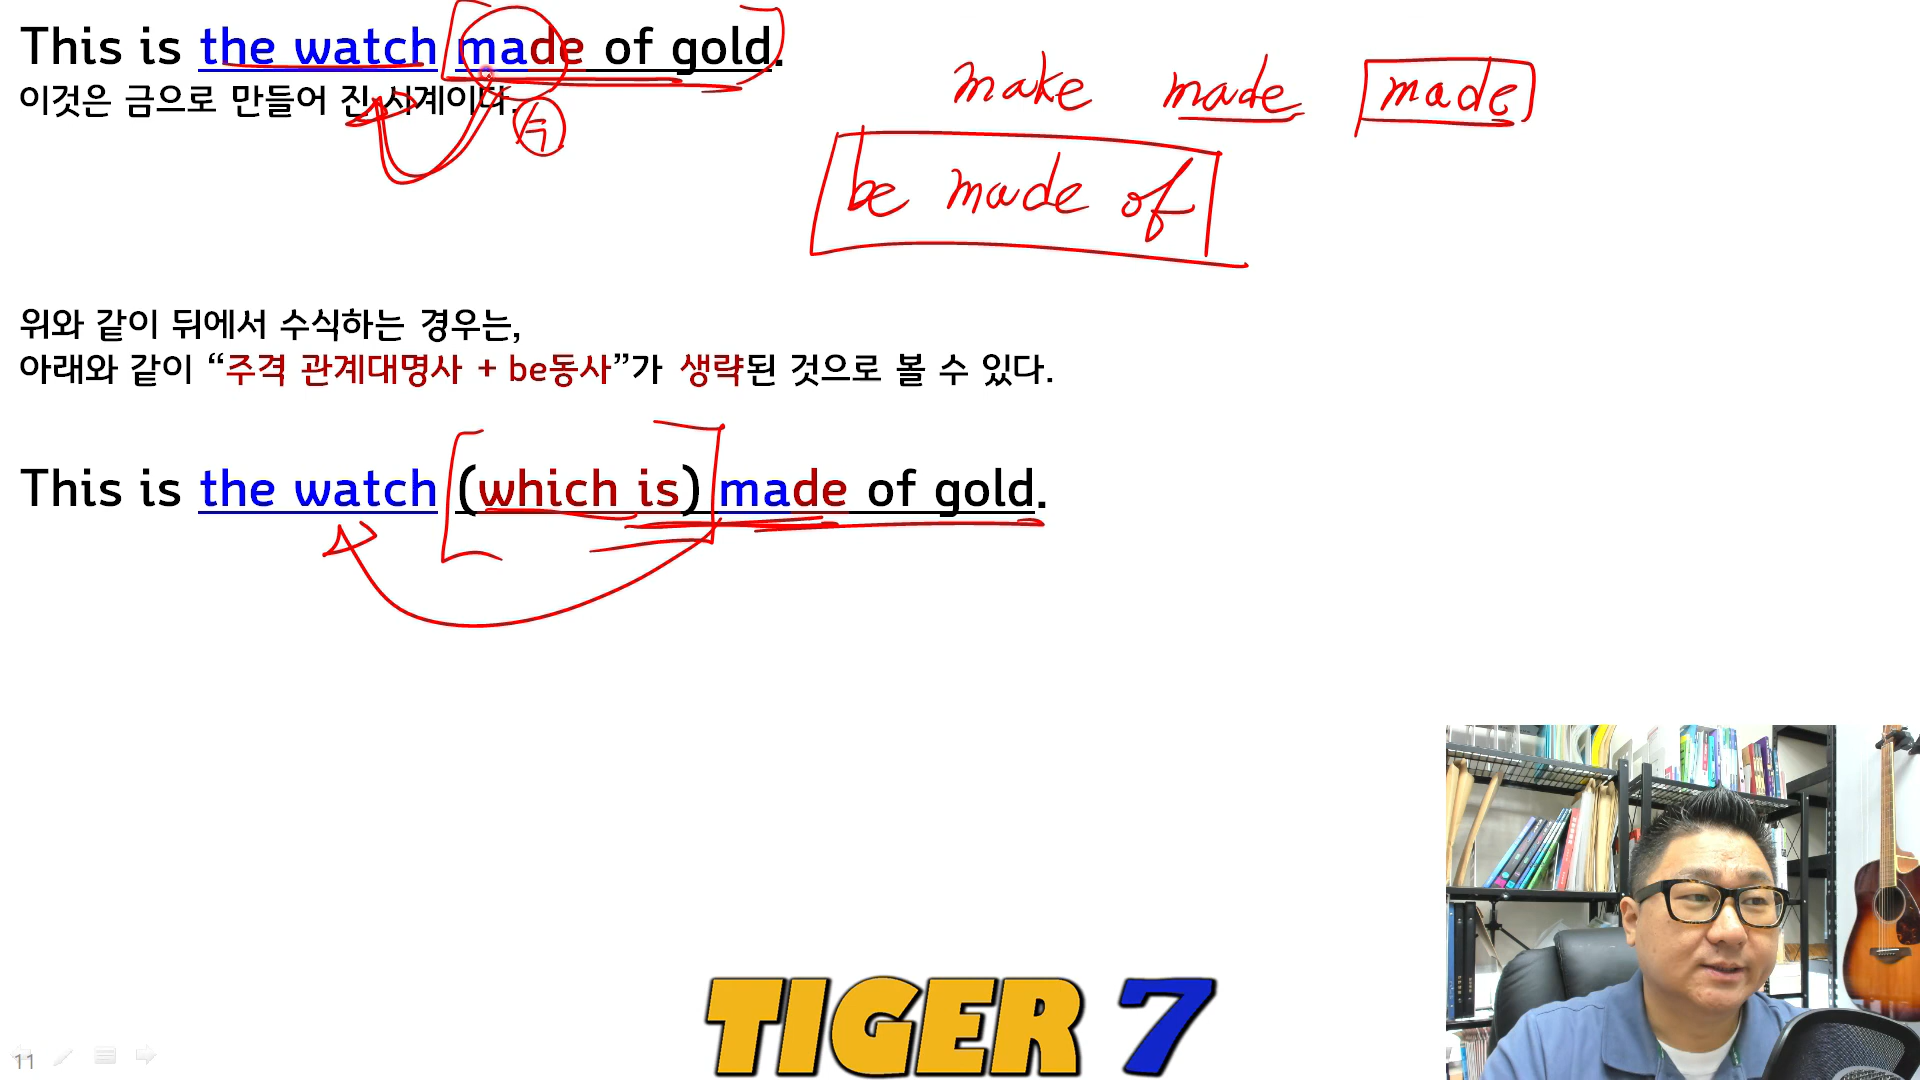 This is the watch made of gold.
이것은 금으로 만들어 진 시계이다.
수
make made made
be made of
위와 같이 뒤에서 수식하는 경우는,
아래와 같이 “주격 관계대명사 + be동사”가 생략된 것으로 볼 수 있다.
This is the watch (which is) made of gold.
TIGER 7
11